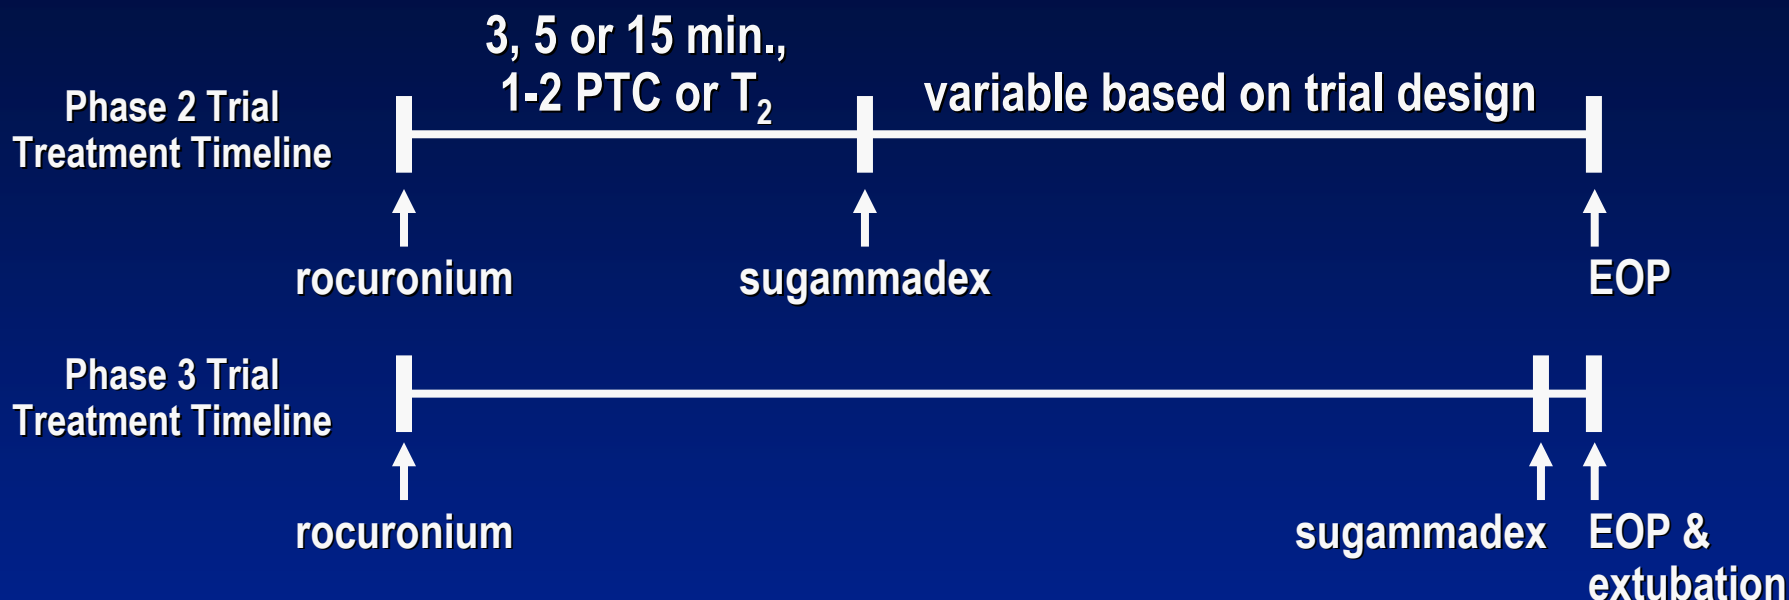 3, 5 or 15 min.,
1-2 PTC or T₂
variable based on trial design
Phase 2 Trial
Treatment Timeline
rocuronium
sugammadex
EOP
Phase 3 Trial
Treatment Timeline
rocuronium
sugammadex
EOP &
extubation